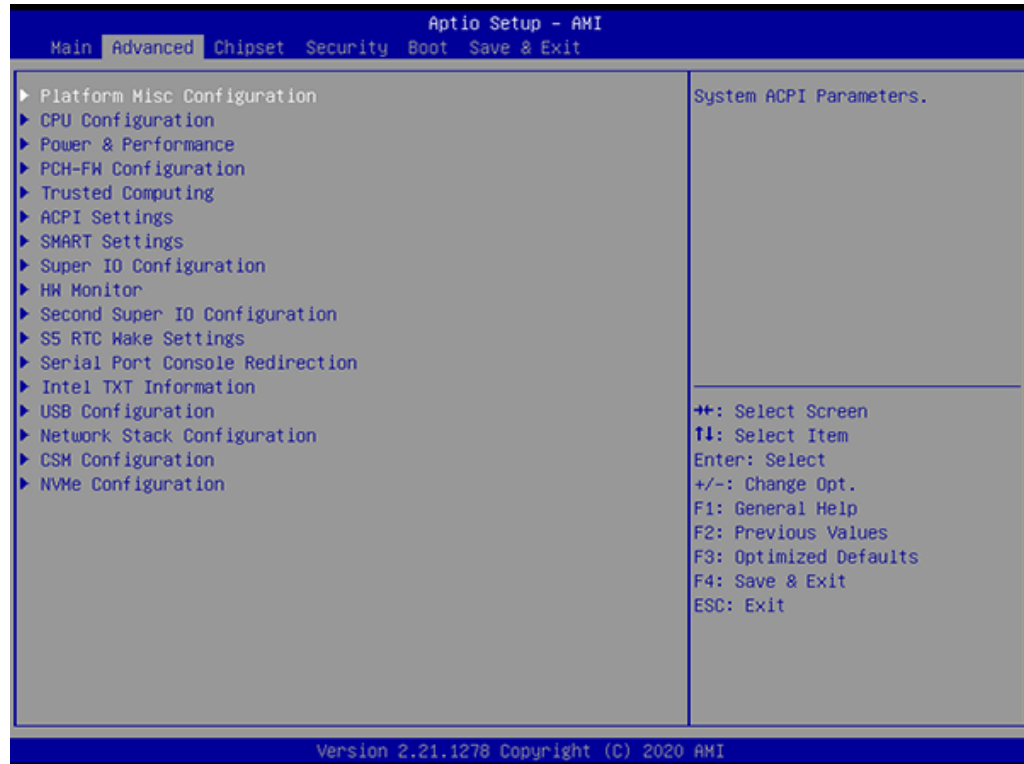 Aptio Setup – AMI
Main Advanced Chipset Security Boot Save & Exit
▶ Platform Misc Configuration
▶ CPU Configuration
▶ Power & Performance
▶ PCH-FW Configuration
▶ Trusted Computing
▶ ACPI Settings
▶ SMART Settings
▶ Super IO Configuration
▶ HW Monitor
▶ Second Super IO Configuration
▶ S5 RTC Wake Settings
▶ Serial Port Console Redirection
▶ Intel TXT Information
▶ USB Configuration
▶ Network Stack Configuration
▶ CSM Configuration
▶ NVMe Configuration
System ACPI Parameters.
→←: Select Screen
↑↓: Select Item
Enter: Select
+/-: Change Opt.
F1: General Help
F2: Previous Values
F3: Optimized Defaults
F4: Save & Exit
ESC: Exit
Version 2.21.1278 Copyright (C) 2020 AMI